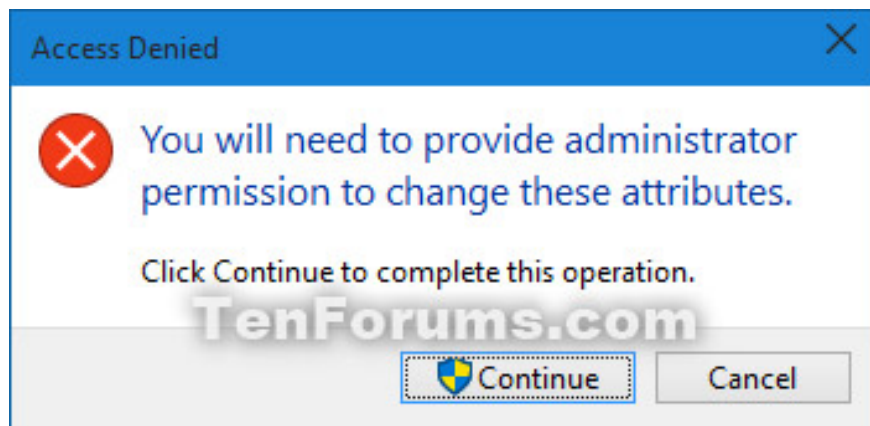 Access Denied
You will need to provide administrator
permission to change these attributes.
Click Continue to complete this operation.
TenForums.com
Continue
Cancel